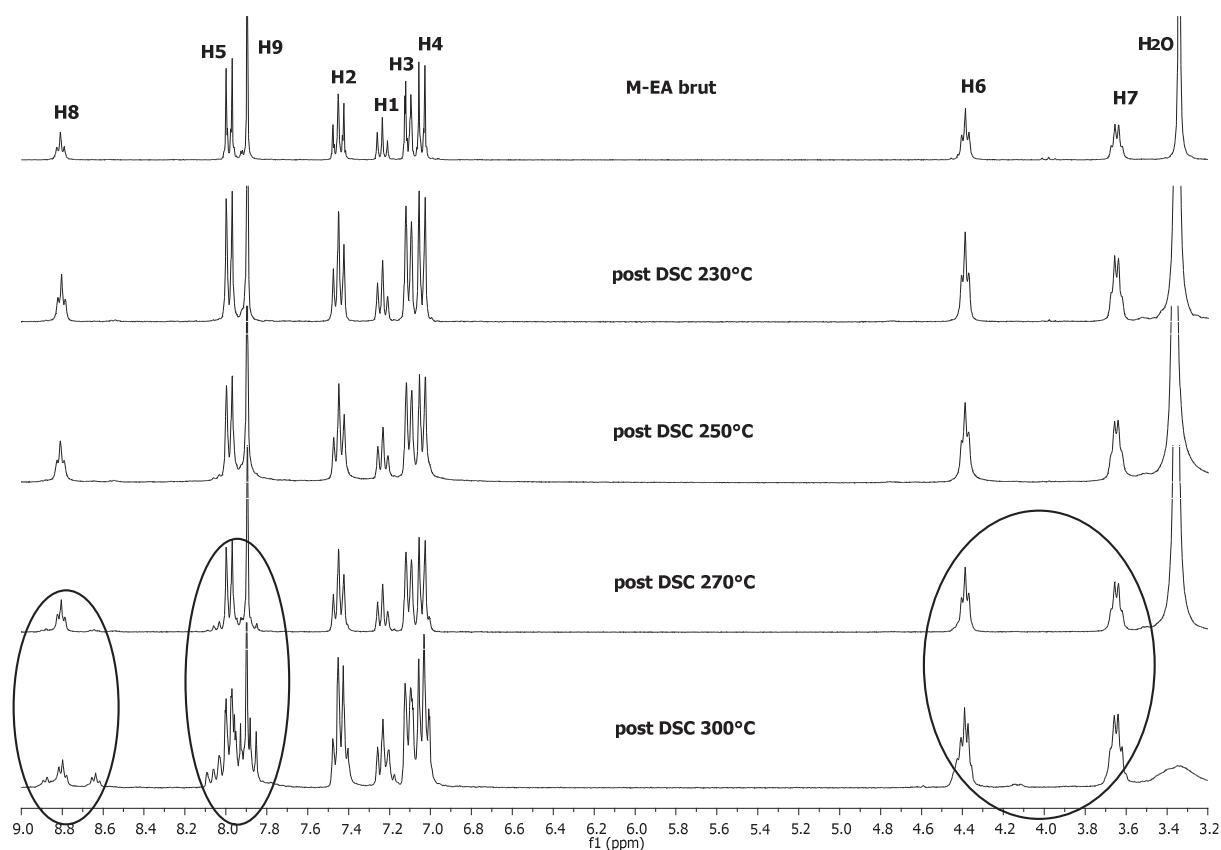 H5 H9 H4 H2O
H3
H2
H1
H8
M-EA brut
H6
H7
post DSC 230°C
post DSC 250°C
post DSC 270°C
post DSC 300°C
9.0 8.8 8.6 8.4 8.2 8.0 7.8 7.6 7.4 7.2 7.0 6.8 6.6 6.4 6.2 6.0 5.8 5.6 5.4 5.2 5.0 4.8 4.6 4.4 4.2 4.0 3.8 3.6 3.4 3.2
f1 (ppm)